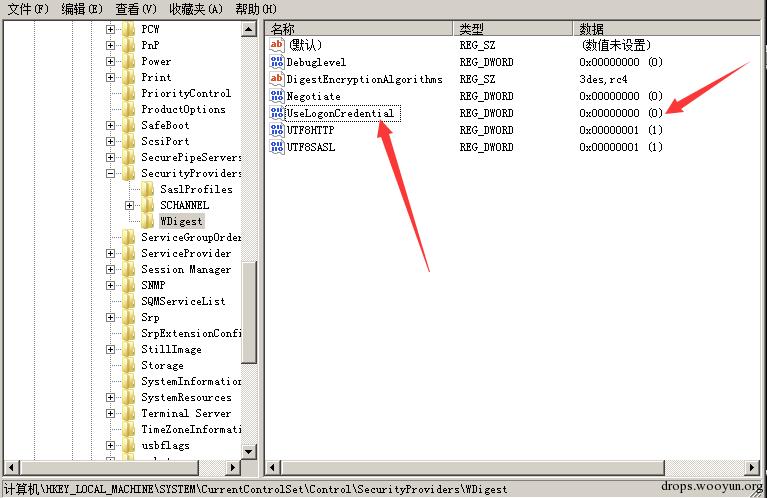 文件(F) 编辑(E) 查看(V) 收藏夹(A) 帮助(H)
PCW
PnP
Power
Print
PriorityControl
ProductOptions
SafeBoot
ScsiPort
SecurePipeServers
SecurityProviders
SaslProfiles
SCHANNEL
WDigest
ServiceGroupOrde
ServiceProvider
Session Manager
SNMP
SQMServiceList
Srp
SrpExtensionConfi
StillImage
Storage
SystemInformation
SystemResources
Terminal Server
TimeZoneInformati
usbflags
名称 类型 数据
(默认) REG_SZ (数值未设置)
Debuglevel REG_DWORD 0x00000000 (0)
DigestEncryptionAlgorithms REG_SZ 3des,rc4
Negotiate REG_DWORD 0x00000000 (0)
UseLogonCredential REG_DWORD 0x00000000 (0)
UTF8HTTP REG_DWORD 0x00000001 (1)
UTF8SASL REG_DWORD 0x00000001 (1)
计算机\HKEY_LOCAL_MACHINE\SYSTEM\CurrentControlSet\Control\SecurityProviders\WDigest
drops.wooyun.org